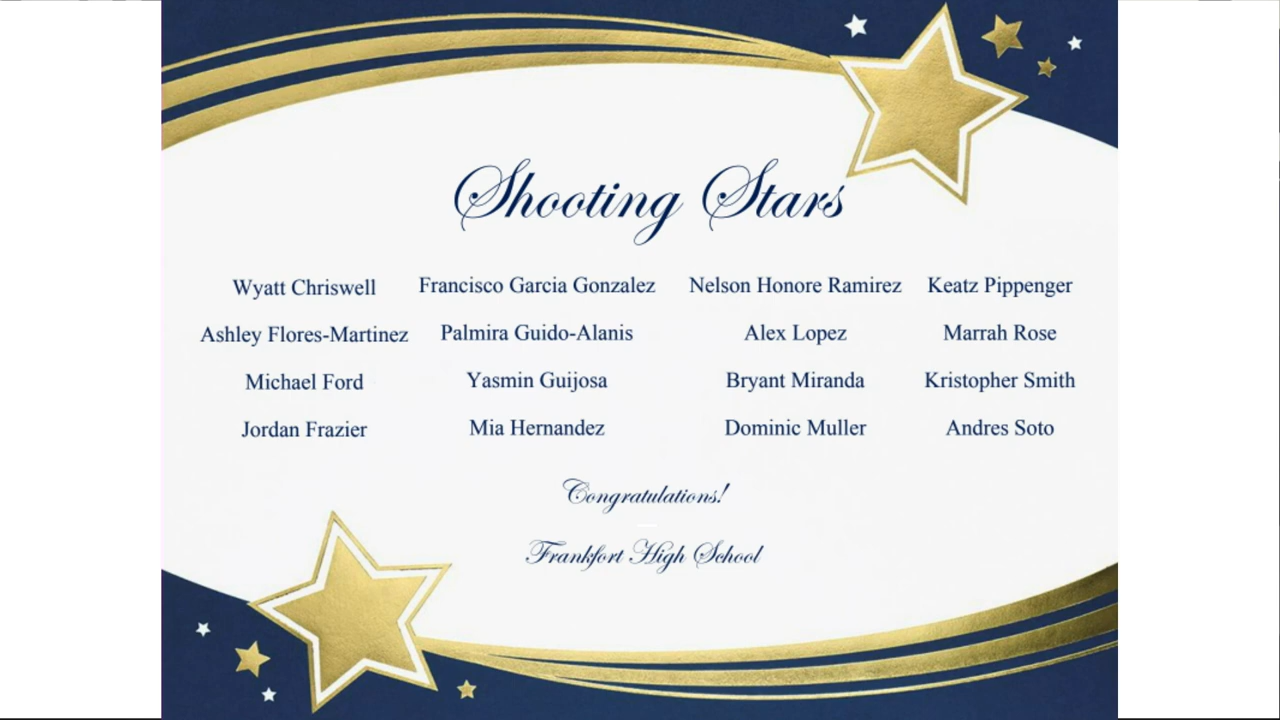 Shooting Stars
Wyatt Chriswell Francisco Garcia Gonzalez Nelson Honore Ramirez Keatz Pippenger
Ashley Flores-Martinez Palmira Guido-Alanis Alex Lopez Marrah Rose
Michael Ford Yasmin Guijosa Bryant Miranda Kristopher Smith
Jordan Frazier Mia Hernandez Dominic Muller Andres Soto
Congratulations!
Frankfort High School